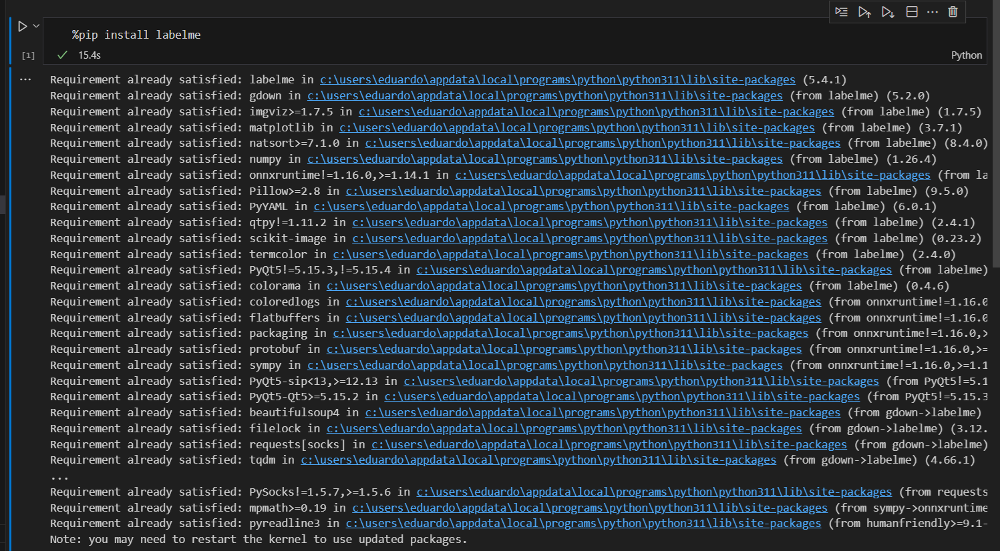 %pip install labelme
[1]
15.4s
Python
Requirement already satisfied: labelme in c:\users\eduardo\appdata\local\programs\python\python311\lib\site-packages (5.4.1)
Requirement already satisfied: gdown in c:\users\eduardo\appdata\local\programs\python\python311\lib\site-packages (from labelme) (5.2.0)
Requirement already satisfied: imgviz>=1.7.5 in c:\users\eduardo\appdata\local\programs\python\python311\lib\site-packages (from labelme) (1.7.5)
Requirement already satisfied: matplotlib in c:\users\eduardo\appdata\local\programs\python\python311\lib\site-packages (from labelme) (3.7.1)
Requirement already satisfied: natsort>=7.1.0 in c:\users\eduardo\appdata\local\programs\python\python311\lib\site-packages (from labelme) (8.4.0)
Requirement already satisfied: numpy in c:\users\eduardo\appdata\local\programs\python\python311\lib\site-packages (from labelme) (1.26.4)
Requirement already satisfied: onnxruntime!=1.16.0,>=1.14.1 in c:\users\eduardo\appdata\local\programs\python\python311\lib\site-packages (from la
Requirement already satisfied: Pillow>=2.8 in c:\users\eduardo\appdata\local\programs\python\python311\lib\site-packages (from labelme) (9.5.0)
Requirement already satisfied: PyYAML in c:\users\eduardo\appdata\local\programs\python\python311\lib\site-packages (from labelme) (6.0.1)
Requirement already satisfied: qtpy!=1.11.2 in c:\users\eduardo\appdata\local\programs\python\python311\lib\site-packages (from labelme) (2.4.1)
Requirement already satisfied: scikit-image in c:\users\eduardo\appdata\local\programs\python\python311\lib\site-packages (from labelme) (0.23.2)
Requirement already satisfied: termcolor in c:\users\eduardo\appdata\local\programs\python\python311\lib\site-packages (from labelme) (2.4.0)
Requirement already satisfied: PyQt5!=5.15.3,!=5.15.4 in c:\users\eduardo\appdata\local\programs\python\python311\lib\site-packages (from labelme)
Requirement already satisfied: colorama in c:\users\eduardo\appdata\local\programs\python\python311\lib\site-packages (from labelme) (0.4.6)
Requirement already satisfied: coloredlogs in c:\users\eduardo\appdata\local\programs\python\python311\lib\site-packages (from onnxruntime!=1.16.0
Requirement already satisfied: flatbuffers in c:\users\eduardo\appdata\local\programs\python\python311\lib\site-packages (from onnxruntime!=1.16.0
Requirement already satisfied: packaging in c:\users\eduardo\appdata\local\programs\python\python311\lib\site-packages (from onnxruntime!=1.16.0,>
Requirement already satisfied: protobuf in c:\users\eduardo\appdata\local\programs\python\python311\lib\site-packages (from onnxruntime!=1.16.0,>=
Requirement already satisfied: sympy in c:\users\eduardo\appdata\local\programs\python\python311\lib\site-packages (from onnxruntime!=1.16.0,>=1.1
Requirement already satisfied: PyQt5-sip<13,>=12.13 in c:\users\eduardo\appdata\local\programs\python\python311\lib\site-packages (from PyQt5!=5.1
Requirement already satisfied: PyQt5-Qt5>=5.15.2 in c:\users\eduardo\appdata\local\programs\python\python311\lib\site-packages (from PyQt5!=5.15.3
Requirement already satisfied: beautifulsoup4 in c:\users\eduardo\appdata\local\programs\python\python311\lib\site-packages (from gdown->labelme)
Requirement already satisfied: filelock in c:\users\eduardo\appdata\local\programs\python\python311\lib\site-packages (from gdown->labelme) (3.12.
Requirement already satisfied: requests[socks] in c:\users\eduardo\appdata\local\programs\python\python311\lib\site-packages (from gdown->labelme)
Requirement already satisfied: tqdm in c:\users\eduardo\appdata\local\programs\python\python311\lib\site-packages (from gdown->labelme) (4.66.1)
...
Requirement already satisfied: PySocks!=1.5.7,>=1.5.6 in c:\users\eduardo\appdata\local\programs\python\python311\lib\site-packages (from requests
Requirement already satisfied: mpmath>=0.19 in c:\users\eduardo\appdata\local\programs\python\python311\lib\site-packages (from sympy->onnxruntime
Requirement already satisfied: pyreadline3 in c:\users\eduardo\appdata\local\programs\python\python311\lib\site-packages (from humanfriendly>=9.1-
Note: you may need to restart the kernel to use updated packages.